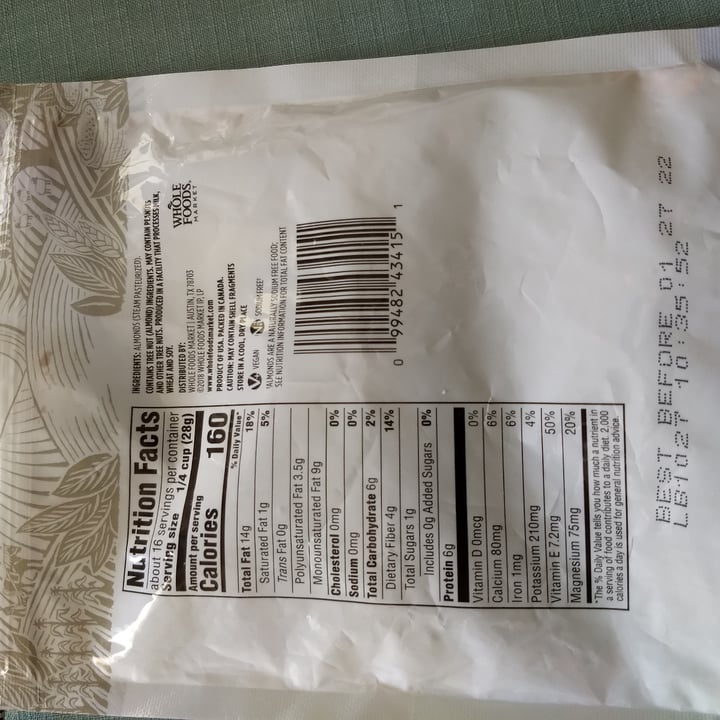 Nutrition Facts
about 16 servings per container
Serving size 1/4 cup (28g)
Amount per serving
Calories 160
% Daily Value*
Total Fat 14g 18%
Saturated Fat 1g 5%
Trans Fat 0g
Polyunsaturated Fat 3.5g
Monounsaturated Fat 9g
Cholesterol 0mg 0%
Sodium 0mg 0%
Total Carbohydrate 6g 2%
Dietary Fiber 4g 14%
Total Sugars 1g
Includes 0g Added Sugars 0%
Protein 6g
Vitamin D 0mcg 0%
Calcium 80mg 6%
Iron 1mg 6%
Potassium 210mg 4%
Vitamin E 7.2mg 50%
Magnesium 75mg 20%
*The % Daily Value tells you how much a nutrient in
a serving of food contributes to a daily diet. 2,000
calories a day is used for general nutrition advice.
INGREDIENTS: ALMONDS (STEAM PASTEURIZED).
CONTAINS TREE NUT (ALMOND) INGREDIENTS. MAY CONTAIN PEANUTS
AND OTHER TREE NUTS. PRODUCED IN A FACILITY THAT PROCESSES MILK,
WHEAT AND SOY.
DISTRIBUTED BY:
WHOLE FOODS MARKET | AUSTIN, TX 78703
©2018 WHOLE FOODS MARKET IP, LP
www.wholefoodsmarket.com
PRODUCT OF USA. PACKED IN CANADA.
CAUTION: MAY CONTAIN SHELL FRAGMENTS
STORE IN A COOL, DRY PLACE
VEGAN SODIUM FREE†
†ALMONDS ARE A NATURALLY SODIUM FREE FOOD;
SEE NUTRITION INFORMATION FOR TOTAL FAT CONTENT
WHOLE
FOODS
MARKET
0 99482 43415 1
BEST BEFORE 01 27 22
LB102T 10:35:52